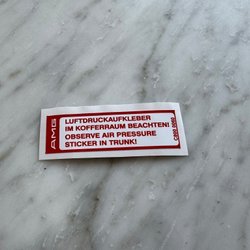 AMG
LUFTDRUCKAUFKLEBER
IM KOFFERRAUM BEACHTEN!
OBSERVE AIR PRESSURE
STICKER IN TRUNK!